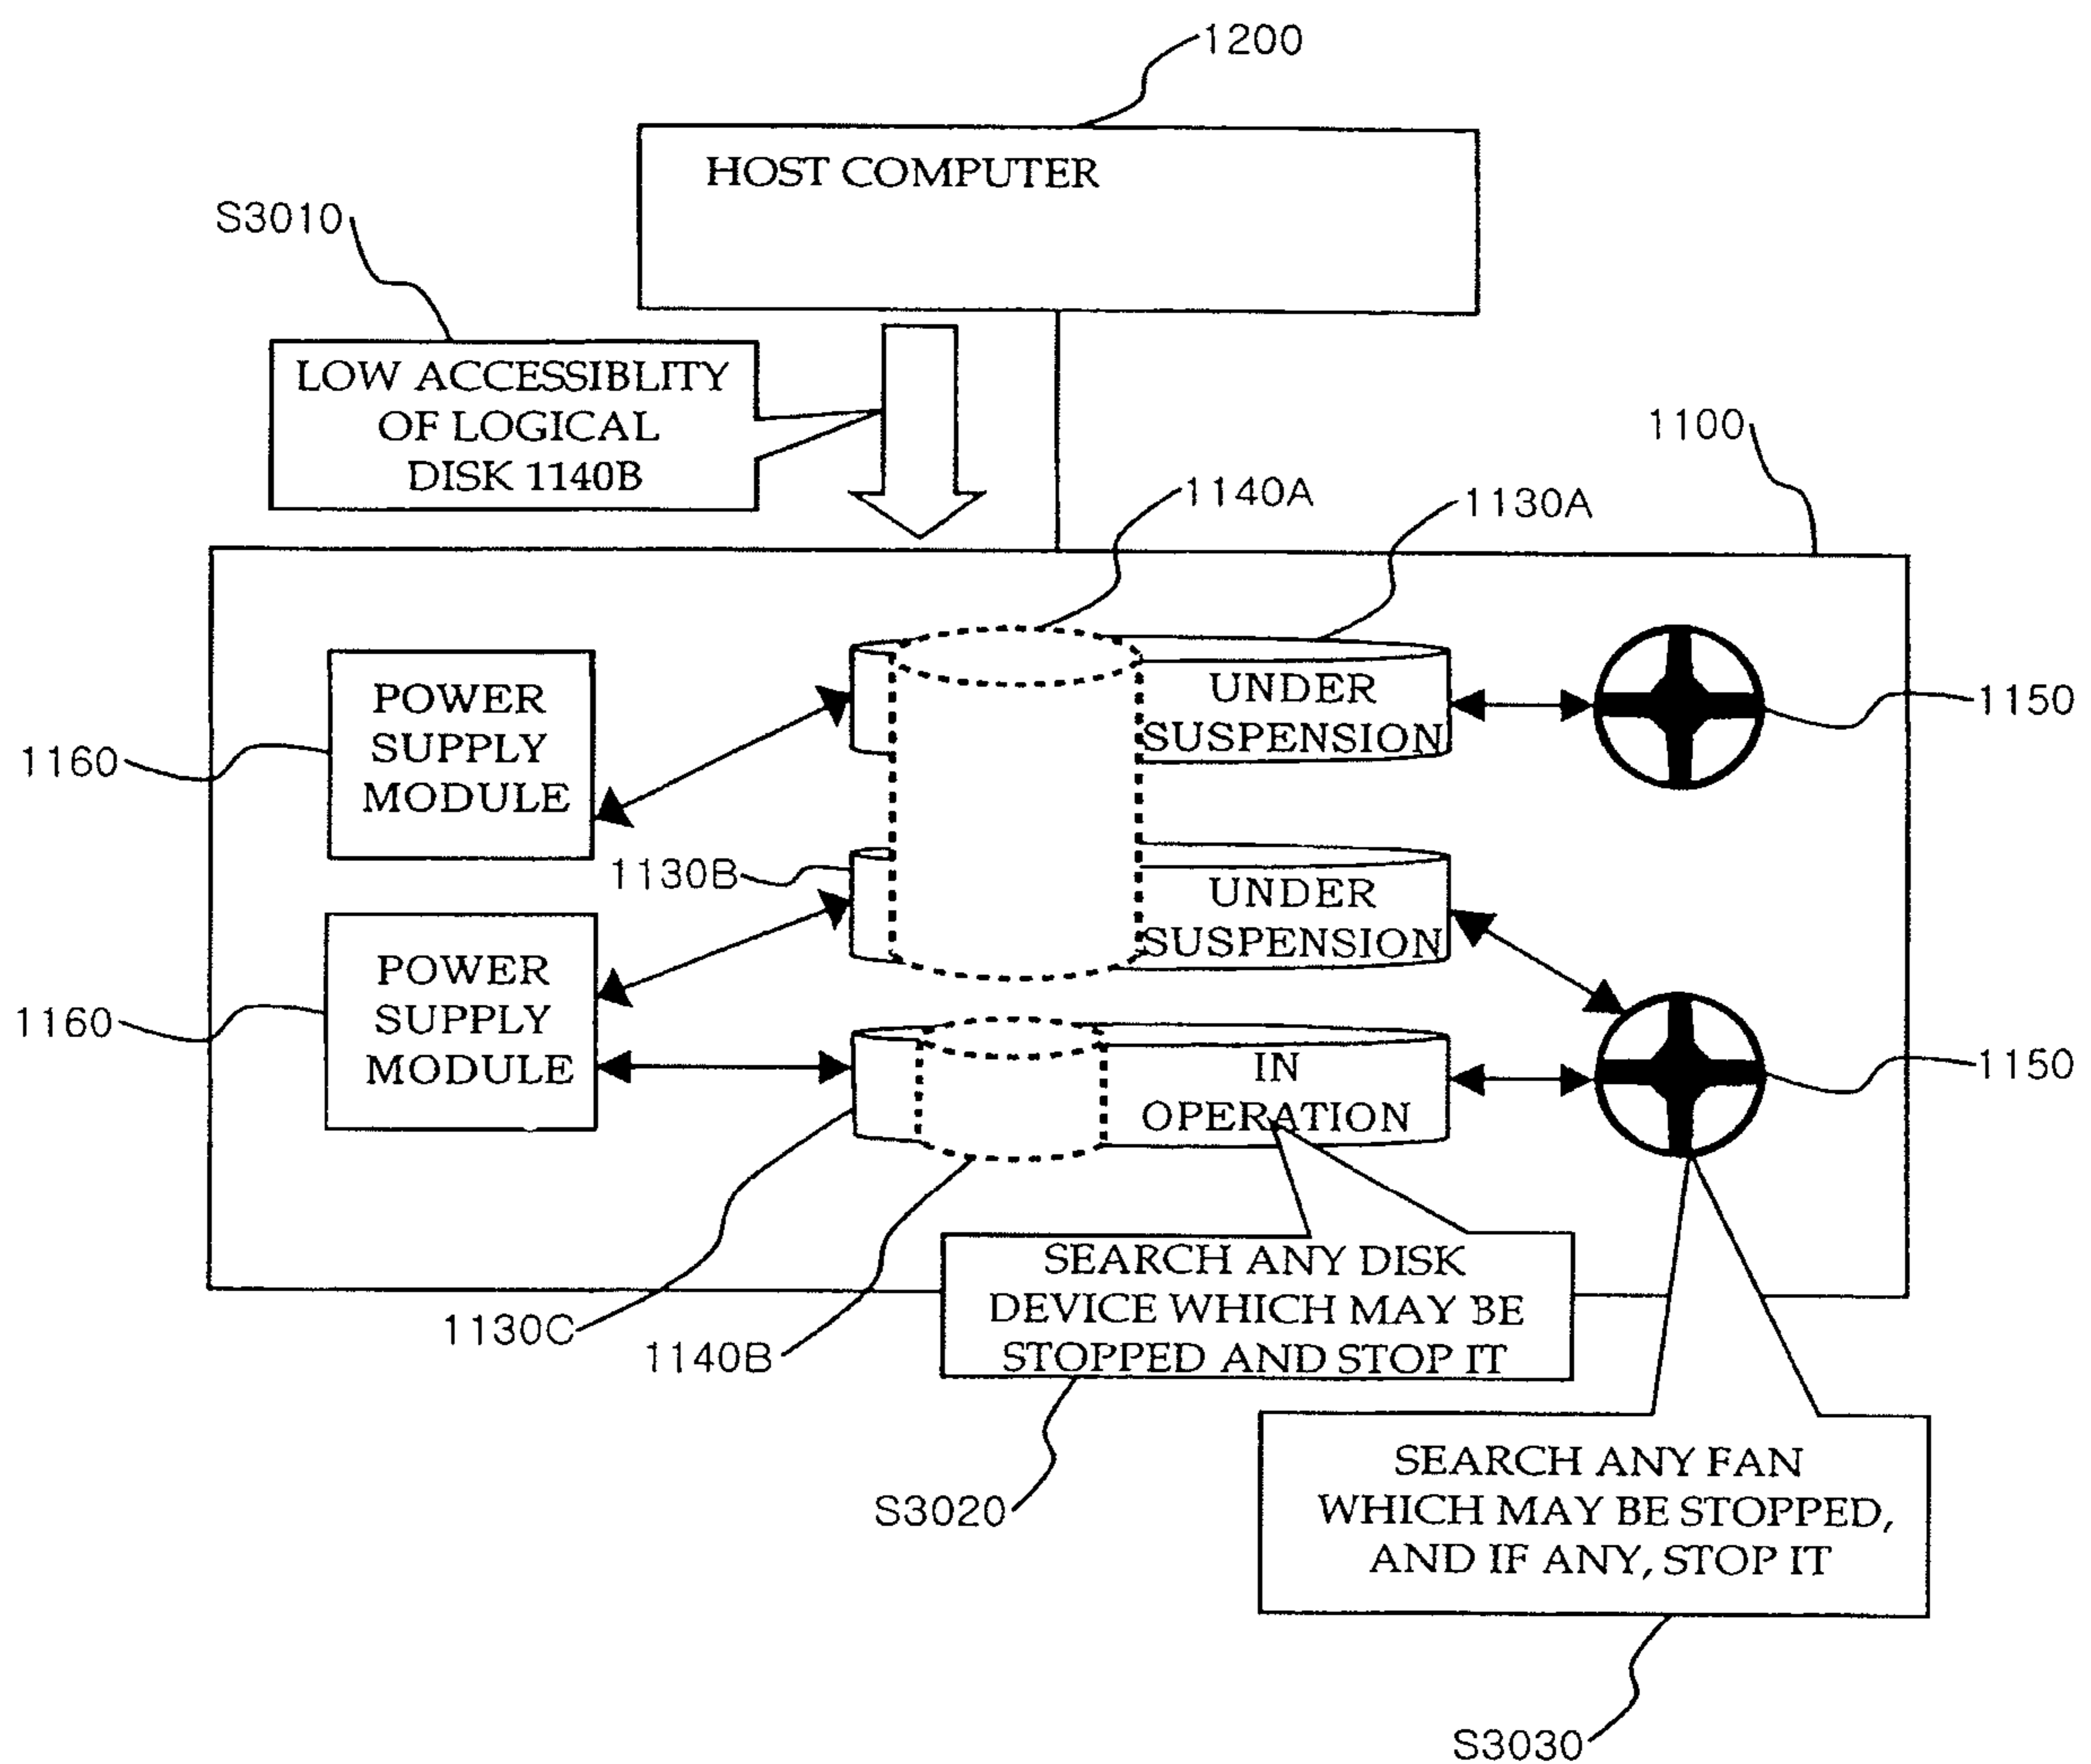 1200
HOST COMPUTER
S3010
LOW ACCESSIBLITY
OF LOGICAL
DISK 1140B
1100
1140A
1130A
POWER
SUPPLY
MODULE
1160
UNDER
SUSPENSION
1150
1130B
UNDER
SUSPENSION
POWER
SUPPLY
MODULE
1160
IN
OPERATION
1150
1130C
1140B
SEARCH ANY DISK
DEVICE WHICH MAY BE
STOPPED AND STOP IT
S3020
SEARCH ANY FAN
WHICH MAY BE STOPPED,
AND IF ANY, STOP IT
S3030